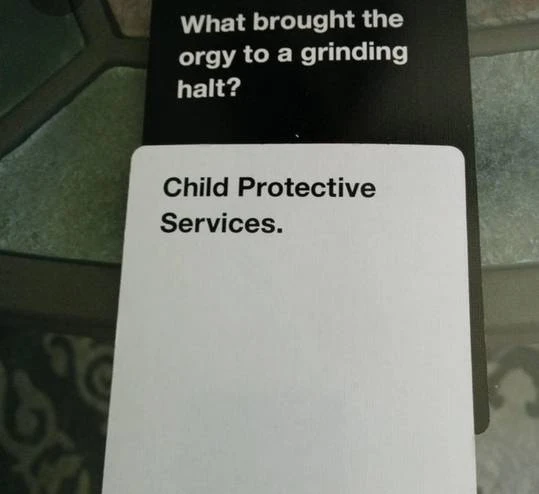 What brought the
orgy to a grinding
halt?
Child Protective
Services.